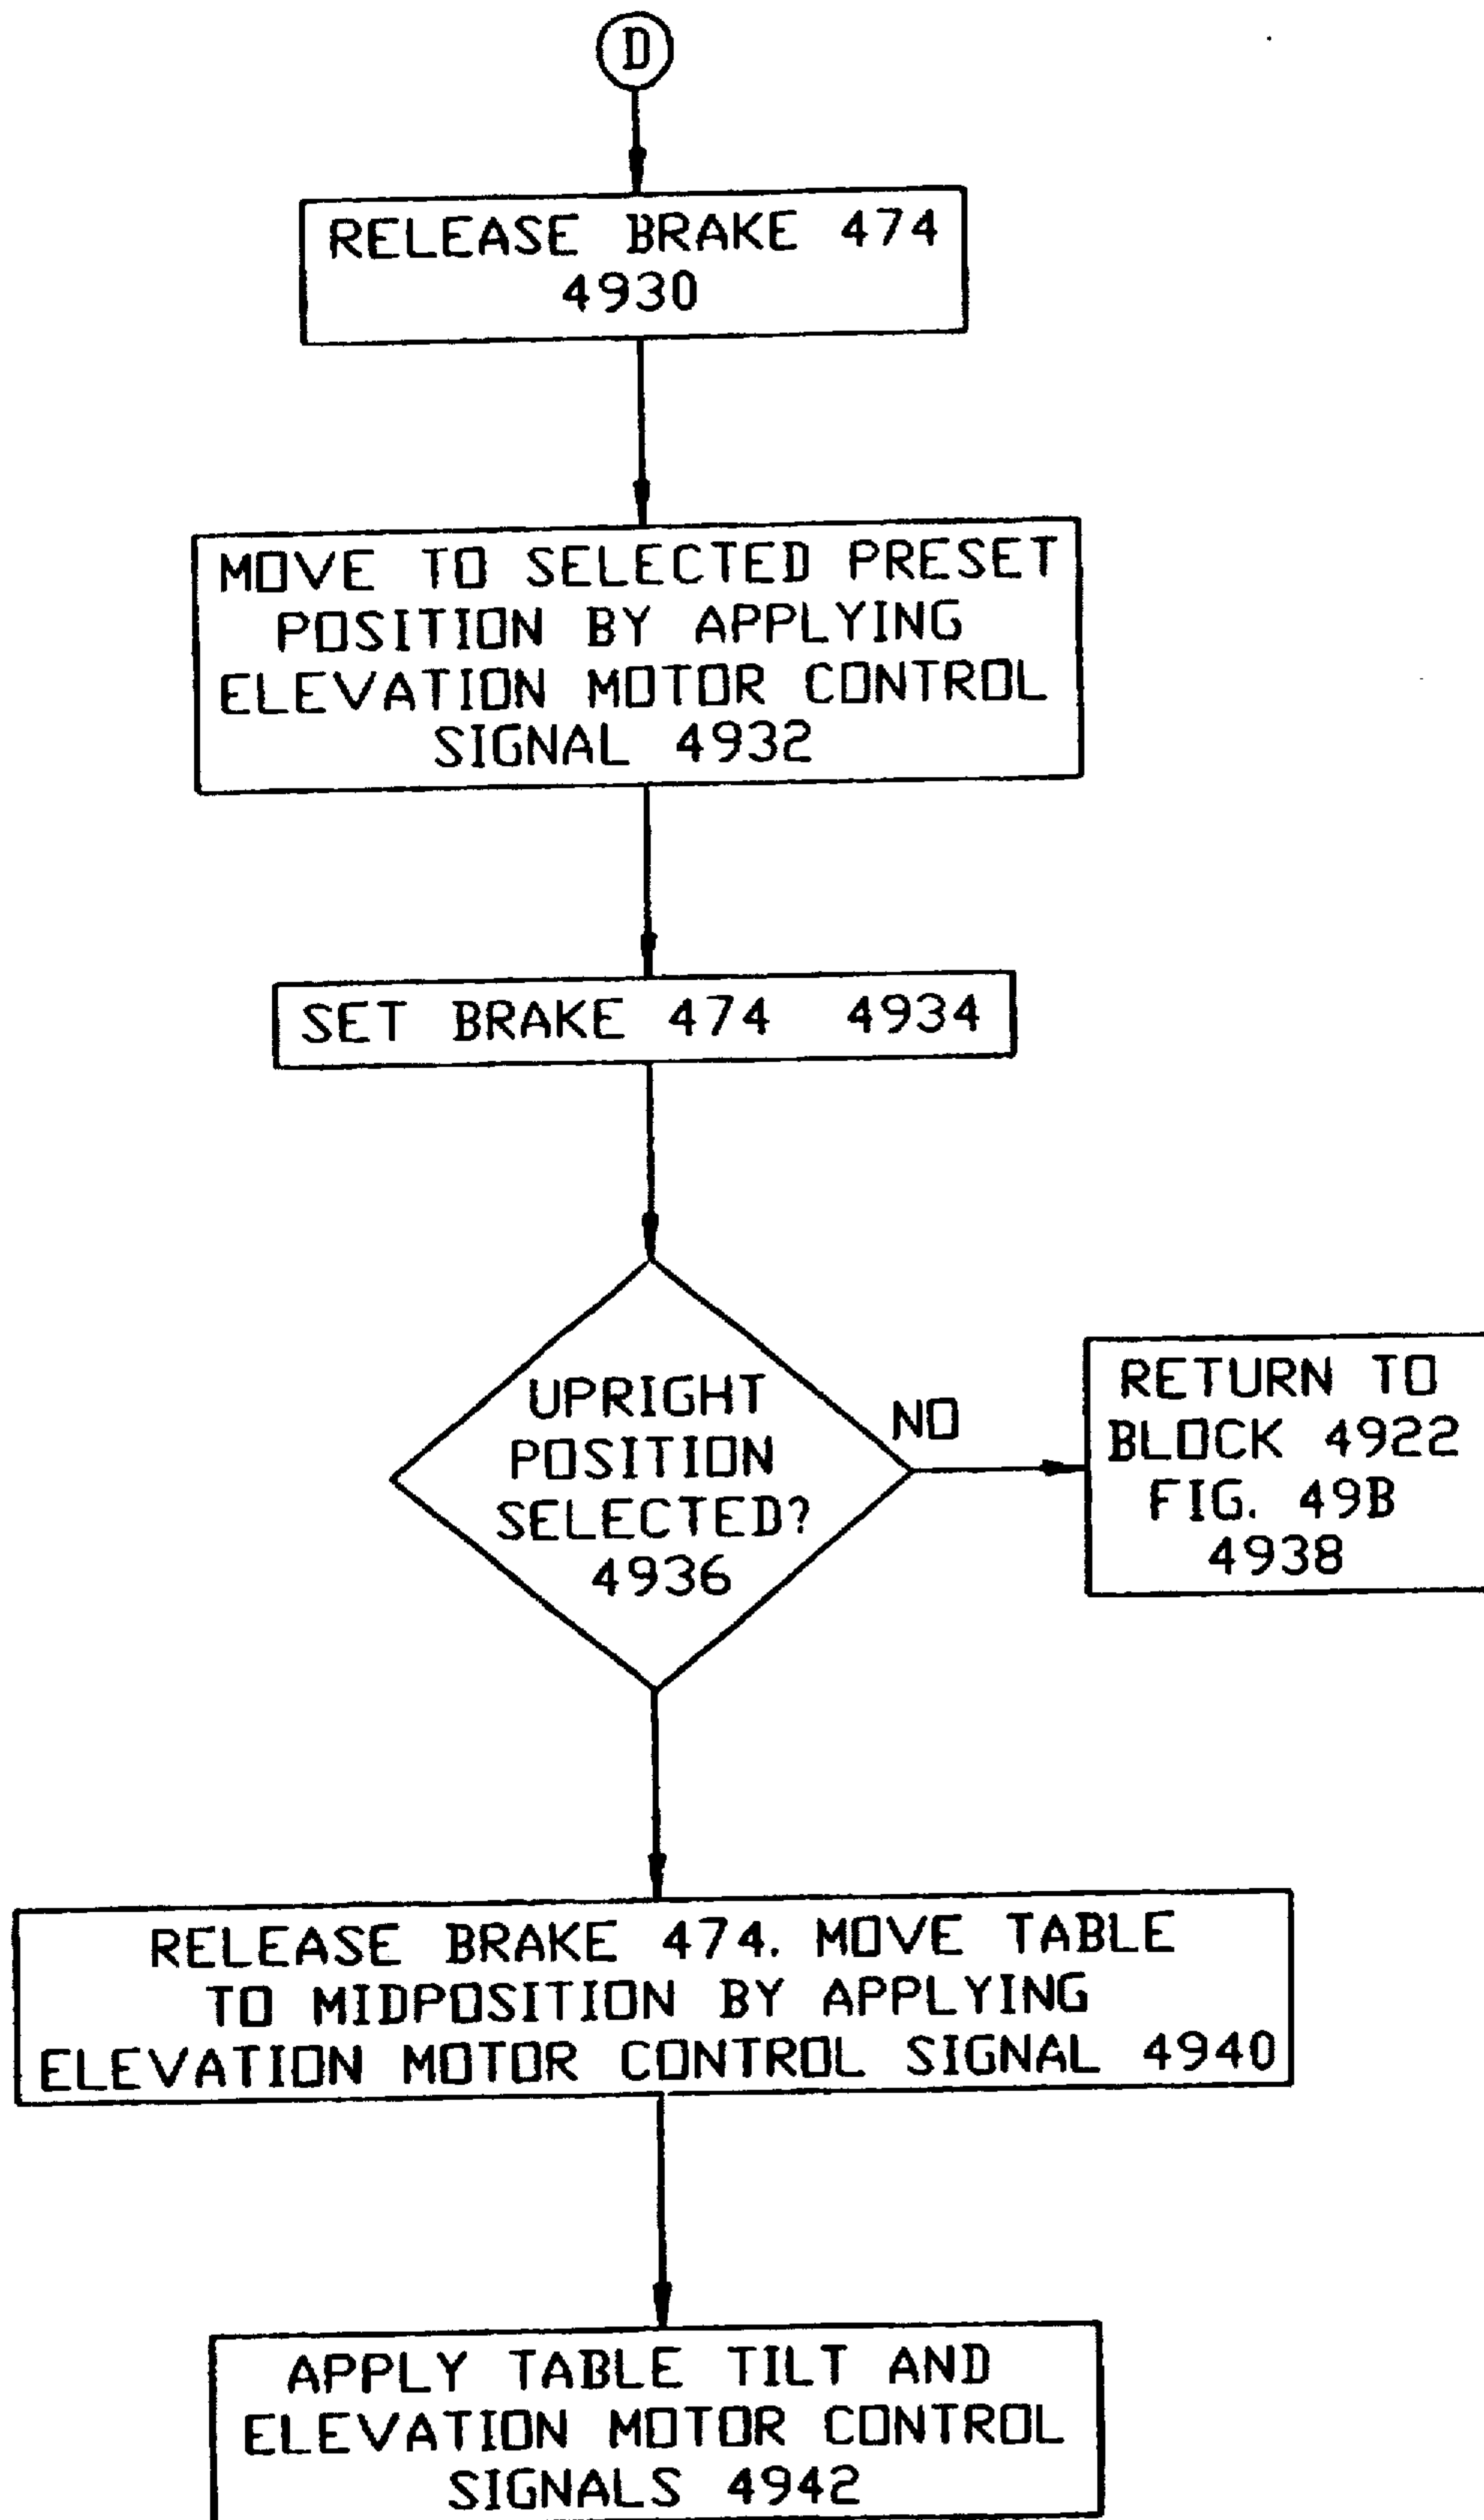 D
RELEASE BRAKE 474
4930
MOVE TO SELECTED PRESET
POSITION BY APPLYING
ELEVATION MOTOR CONTROL
SIGNAL 4932
SET BRAKE 474 4934
UPRIGHT
POSITION
SELECTED?
4936
NO
RETURN TO
BLOCK 4922
FIG. 49B
4938
RELEASE BRAKE 474. MOVE TABLE
TO MIDPOSITION BY APPLYING
ELEVATION MOTOR CONTROL SIGNAL 4940
APPLY TABLE TILT AND
ELEVATION MOTOR CONTROL
SIGNALS 4942